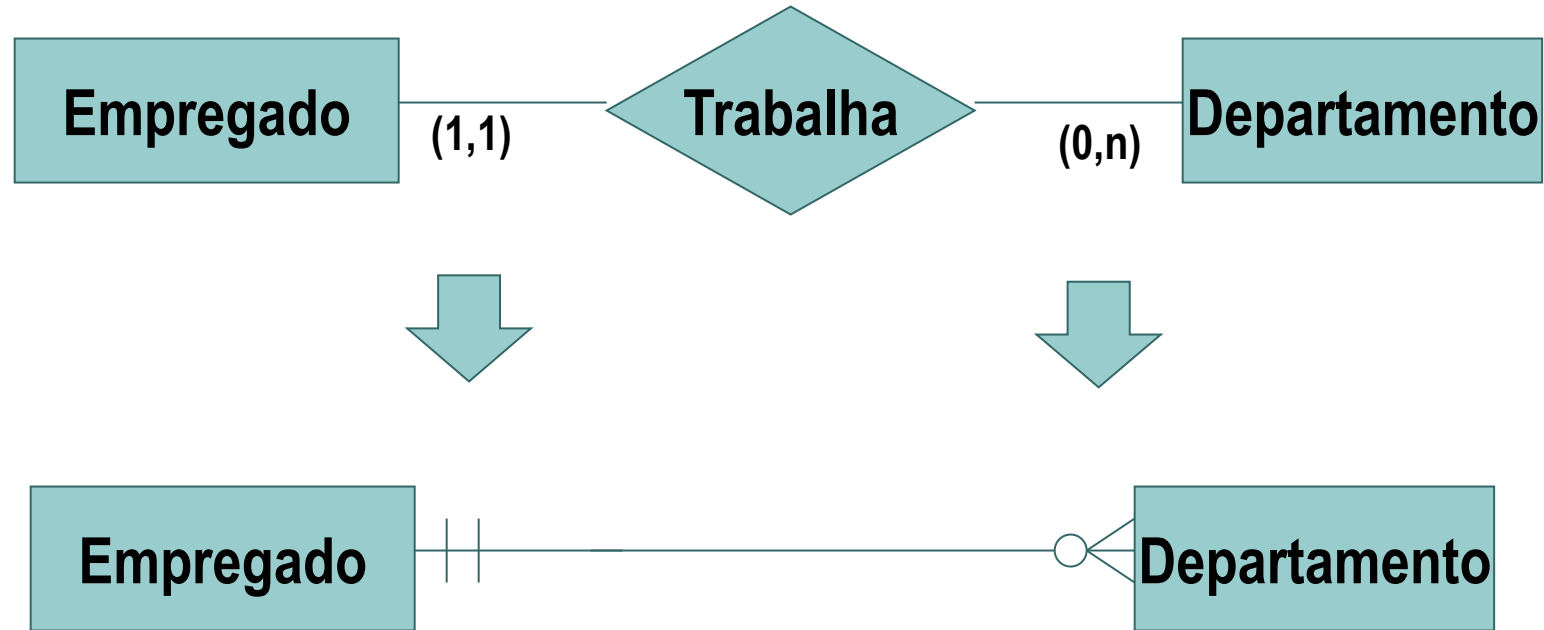 Empregado
(1,1)
Trabalha
(0,n)
Departamento
Empregado
Departamento